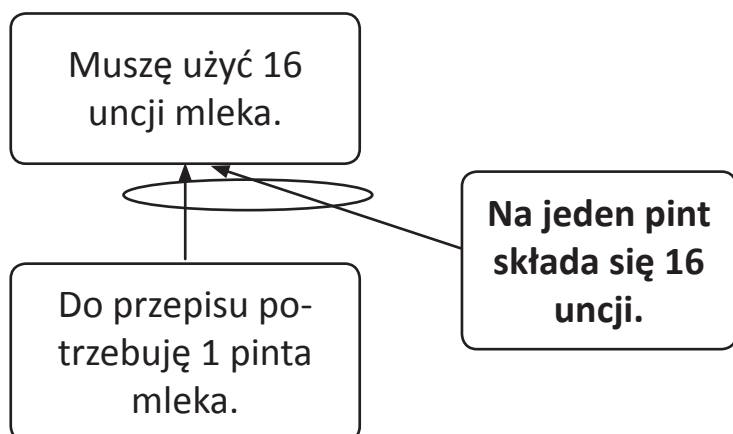 Muszę użyć 16
uncji mleka.
Na jeden pint
składa się 16
uncji.
Do przepisu po-
trzebuję 1 pinta
mleka.